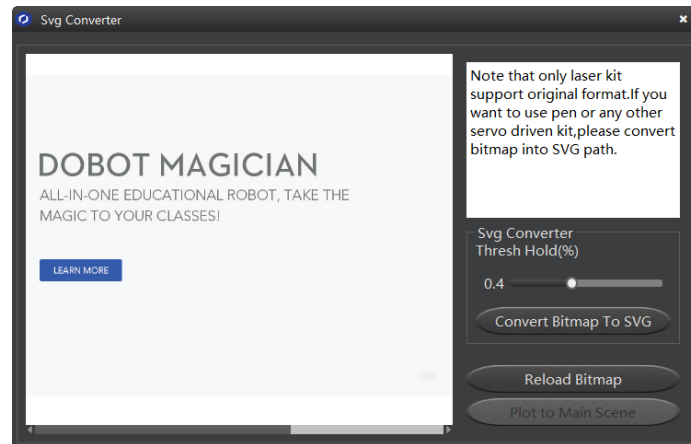 Svg Converter
DOBOT MAGICIAN
ALL-IN-ONE EDUCATIONAL ROBOT, TAKE THE
MAGIC TO YOUR CLASSES!
LEARN MORE
Note that only laser kit
support original format.If you
want to use pen or any other
servo driven kit,please convert
bitmap into SVG path.
Svg Converter
Thresh Hold(%)
0.4
Convert Bitmap To SVG
Reload Bitmap
Plot to Main Scene